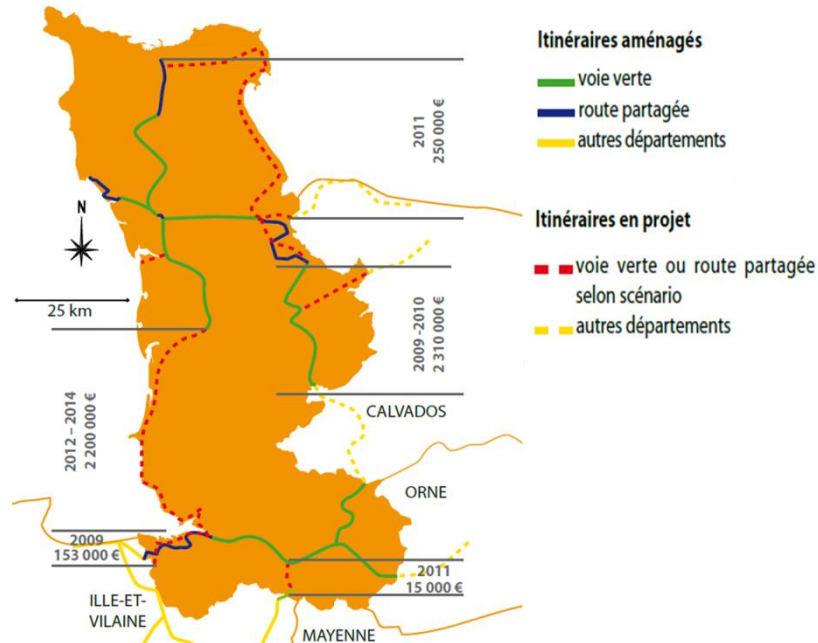 Itinéraires aménagés
voie verte
route partagée
autres départements
Itinéraires en projet
voie verte ou route partagée
selon scénario
autres départements
2011
250 000 €
N
25 km
2009 -2010
2 310 000 €
2012 – 2014
2 200 000 €
CALVADOS
ORNE
2009
153 000 €
2011
15 000 €
ILLE-ET-
VILAINE
MAYENNE